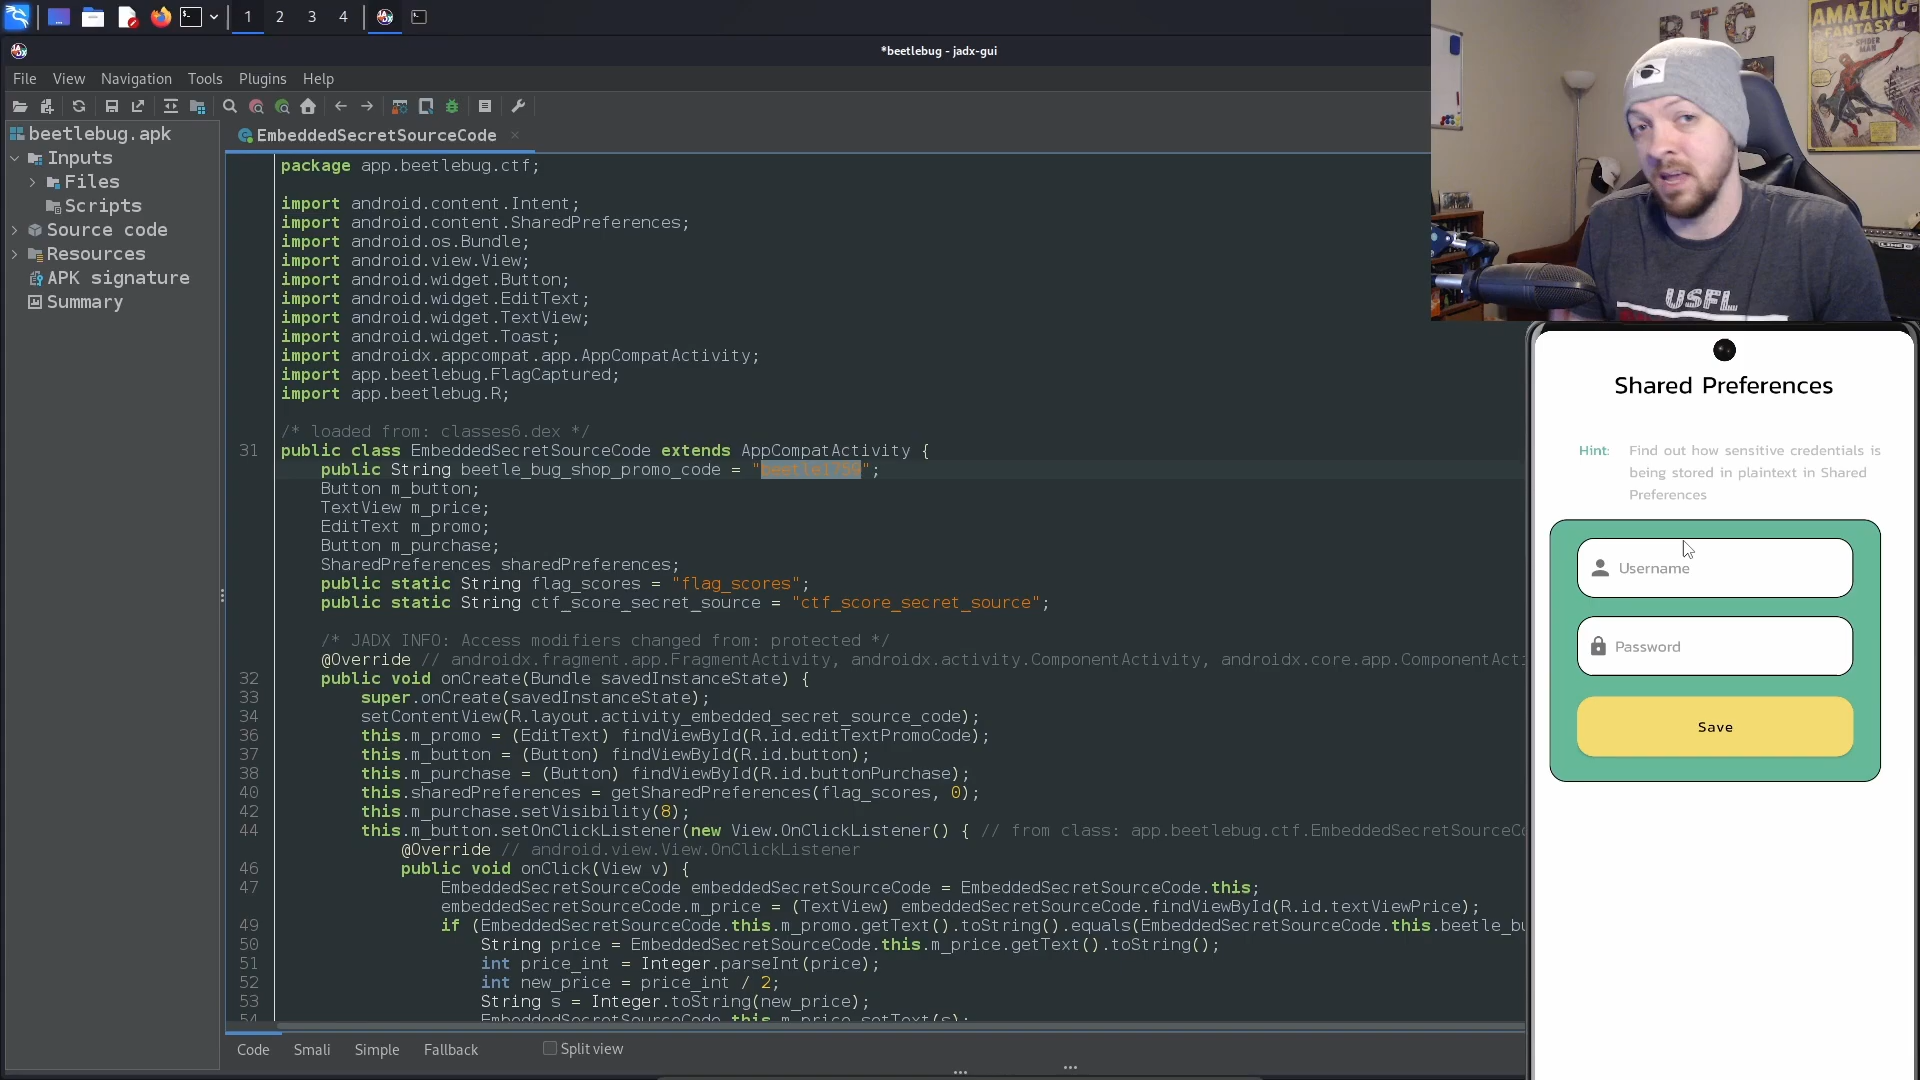 1
2
3
4
*beetlebug - jadx-gui
File View Navigation Tools Plugins Help
beetlebug.apk
Inputs
Files
Scripts
Source code
Resources
APK signature
Summary
EmbeddedSecretSourceCode
package app.beetlebug.ctf;
import android.content.Intent;
import android.content.SharedPreferences;
import android.os.Bundle;
import android.view.View;
import android.widget.Button;
import android.widget.EditText;
import android.widget.TextView;
import android.widget.Toast;
import androidx.appcompat.app.AppCompatActivity;
import app.beetlebug.FlagCaptured;
import app.beetlebug.R;
/* loaded from: classes6.dex */
31 public class EmbeddedSecretSourceCode extends AppCompatActivity {
public String beetle_bug_shop_promo_code = "beetle1759";
Button m_button;
TextView m_price;
EditText m_promo;
Button m_purchase;
SharedPreferences sharedPreferences;
public static String flag_scores = "flag_scores";
public static String ctf_score_secret_source = "ctf_score_secret_source";
/* JADX INFO: Access modifiers changed from: protected */
@Override // androidx.fragment.app.FragmentActivity, androidx.activity.ComponentActivity, androidx.core.app.ComponentActi
32 public void onCreate(Bundle savedInstanceState) {
33 super.onCreate(savedInstanceState);
34 setContentView(R.layout.activity_embedded_secret_source_code);
36 this.m_promo = (EditText) findViewById(R.id.editTextPromoCode);
37 this.m_button = (Button) findViewById(R.id.button);
38 this.m_purchase = (Button) findViewById(R.id.buttonPurchase);
40 this.sharedPreferences = getSharedPreferences(flag_scores, 0);
42 this.m_purchase.setVisibility(8);
44 this.m_button.setOnClickListener(new View.OnClickListener() { // from class: app.beetlebug.ctf.EmbeddedSecretSourceCo
@Override // android.view.View.OnClickListener
46 public void onClick(View v) {
47 EmbeddedSecretSourceCode embeddedSecretSourceCode = EmbeddedSecretSourceCode.this;
embeddedSecretSourceCode.m_price = (TextView) embeddedSecretSourceCode.findViewById(R.id.textViewPrice);
49 if (EmbeddedSecretSourceCode.this.m_promo.getText().toString().equals(EmbeddedSecretSourceCode.this.beetle_bu
50 String price = EmbeddedSecretSourceCode.this.m_price.getText().toString();
51 int price_int = Integer.parseInt(price);
52 int new_price = price_int / 2;
53 String s = Integer.toString(new_price);
54 EmbeddedSecretSourceCode.this.m_price.setText(s);
Code Smali Simple Fallback Split view
BTC
AMAZING
FANTASY
SPIDER
MAN
LINE
USFL
Shared Preferences
Hint: Find out how sensitive credentials is
being stored in plaintext in Shared
Preferences
Username
Password
Save